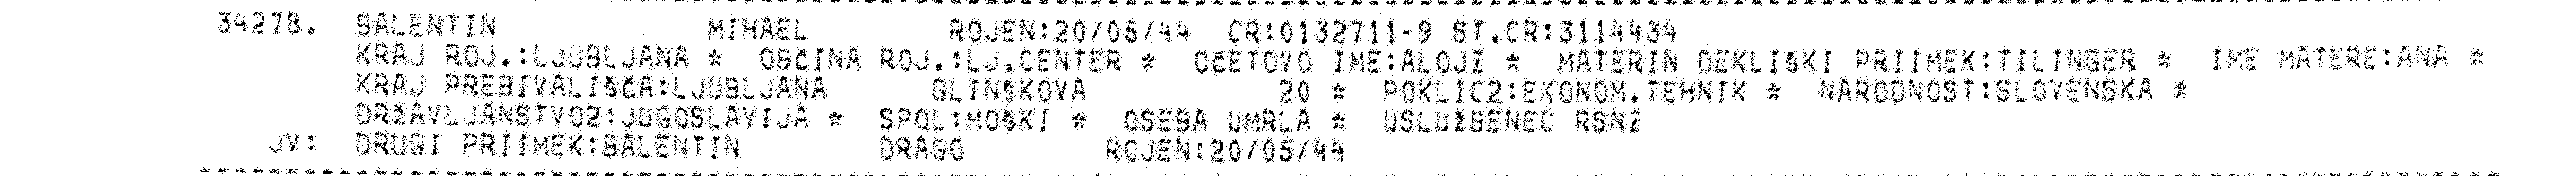 34278. BALENTIN MIHAEL ROJEN:20/05/44 CR:0132711-9 ST.CR:3114434
KRAJ ROJ.:LJUBLJANA * OBČINA ROJ.:LJ.CENTER * OČETOVO IME:ALOJZ * MATERIN DEKLIŠKI PRIIMEK:TILINGER * IME MATERE:ANA *
KRAJ PREBIVALIŠČA:LJUBLJANA GLINŠKOVA 20 * POKLIC2:EKONOM.TEHNIK * NARODNOST:SLOVENSKA *
DRŽAVLJANSTVO2:JUGOSLAVIJA * SPOL:MOŠKI * OSEBA UMRLA * USLUŽBENEC RSNZ
JV: DRUGI PRIIMEK:BALENTIN DRAGO ROJEN:20/05/44